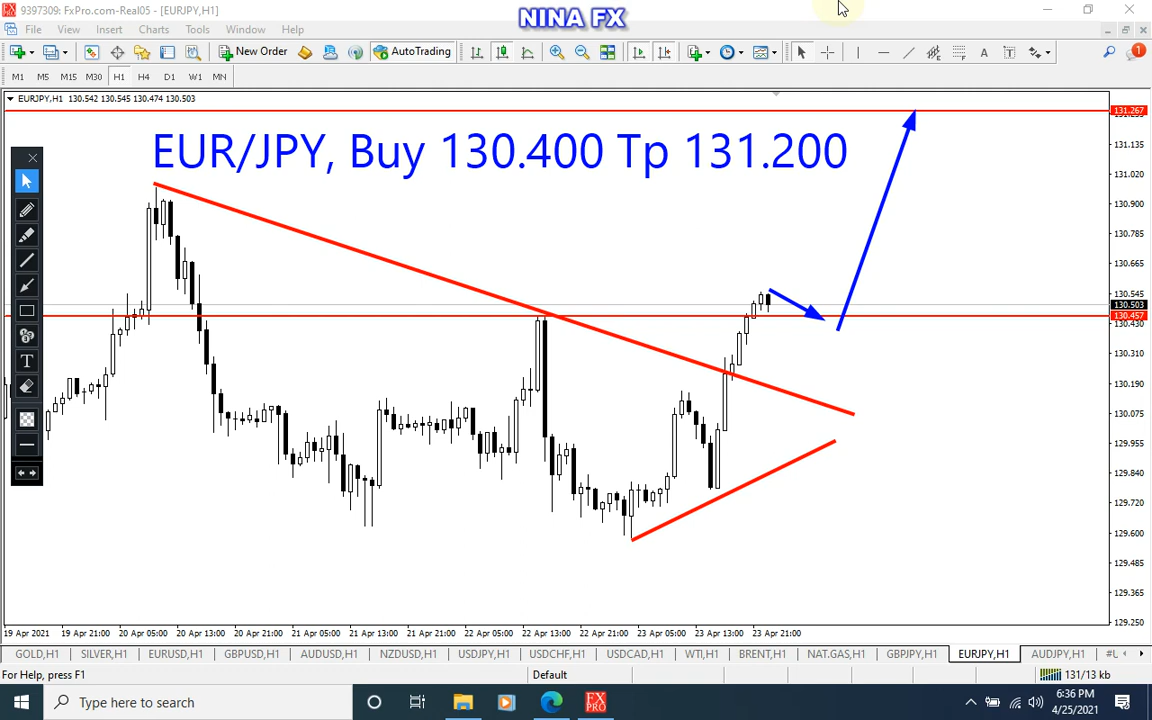 9397309: FxPro.com-Real05 - [EURJPY,H1]
NINA FX
File View Insert Charts Tools Window Help
New Order AutoTrading A T 1
M1 M5 M15 M30 H1 H4 D1 W1 MN
EURJPY,H1 130.542 130.545 130.474 130.503
131.267
EUR/JPY, Buy 130.400 Tp 131.200
131.135
131.020
130.900
130.785
130.665
130.545
130.503
130.457
130.430
130.310
130.190
130.075
129.955
129.840
129.720
129.600
129.485
129.365
129.250
T
19 Apr 2021 19 Apr 21:00 20 Apr 05:00 20 Apr 13:00 20 Apr 21:00 21 Apr 05:00 21 Apr 13:00 21 Apr 21:00 22 Apr 05:00 22 Apr 13:00 22 Apr 21:00 23 Apr 05:00 23 Apr 13:00 23 Apr 21:00
GOLD,H1 SILVER,H1 EURUSD,H1 GBPUSD,H1 AUDUSD,H1 NZDUSD,H1 USDJPY,H1 USDCHF,H1 USDCAD,H1 WTI,H1 BRENT,H1 NAT.GAS,H1 GBPJPY,H1 EURJPY,H1 AUDJPY,H1 #U
For Help, press F1 Default 131/13 kb
Type here to search
FX PRO
6:36 PM
4/25/2021